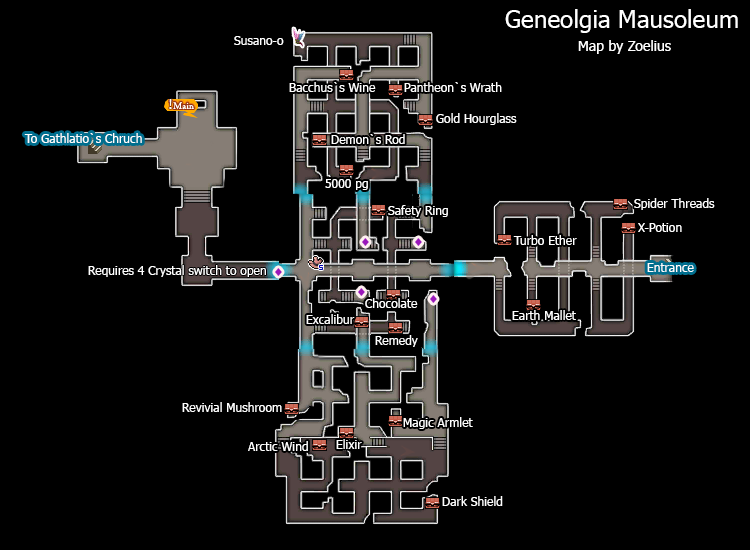 Geneolgia Mausoleum
Map by Zoelius
Susano-o
Bacchus`s Wine
Pantheon`s Wrath
!Main
Gold Hourglass
To Gathlatio`s Chruch
Demon`s Rod
5000 pg
Spider Threads
Safety Ring
X-Potion
Turbo Ether
Requires 4 Crystal switch to open
Entrance
Chocolate
Earth Mallet
Excalibur
Remedy
Revivial Mushroom
Magic Armlet
Arctic Wind
Elixir
Dark Shield